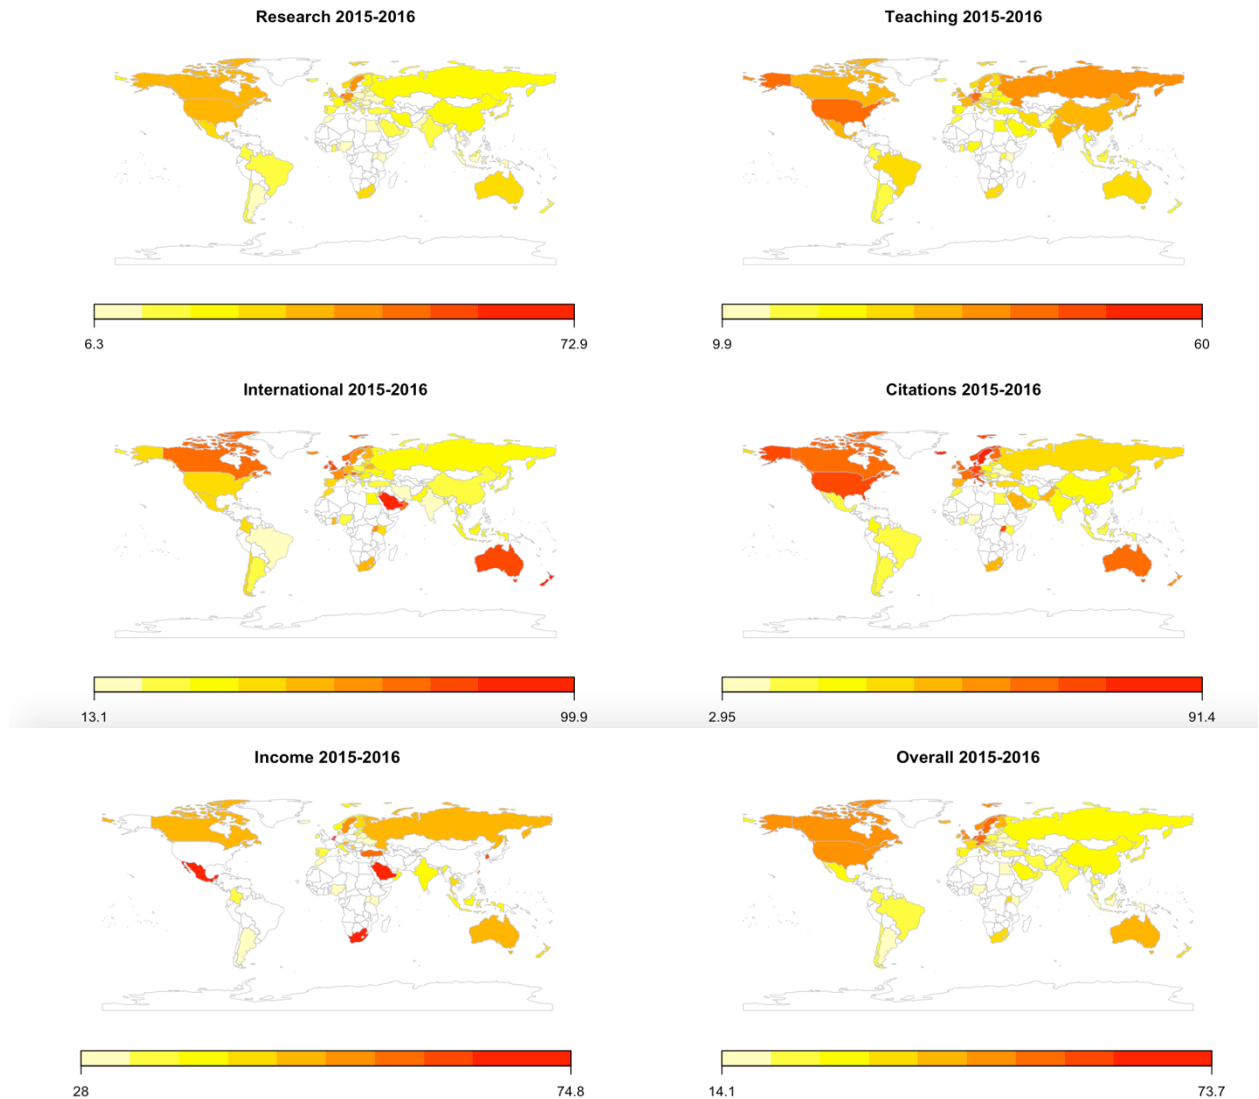 Research 2015-2016
Teaching 2015-2016
6.3 72.9
9.9 60
International 2015-2016
Citations 2015-2016
13.1 99.9
2.95 91.4
Income 2015-2016
Overall 2015-2016
28 74.8
14.1 73.7